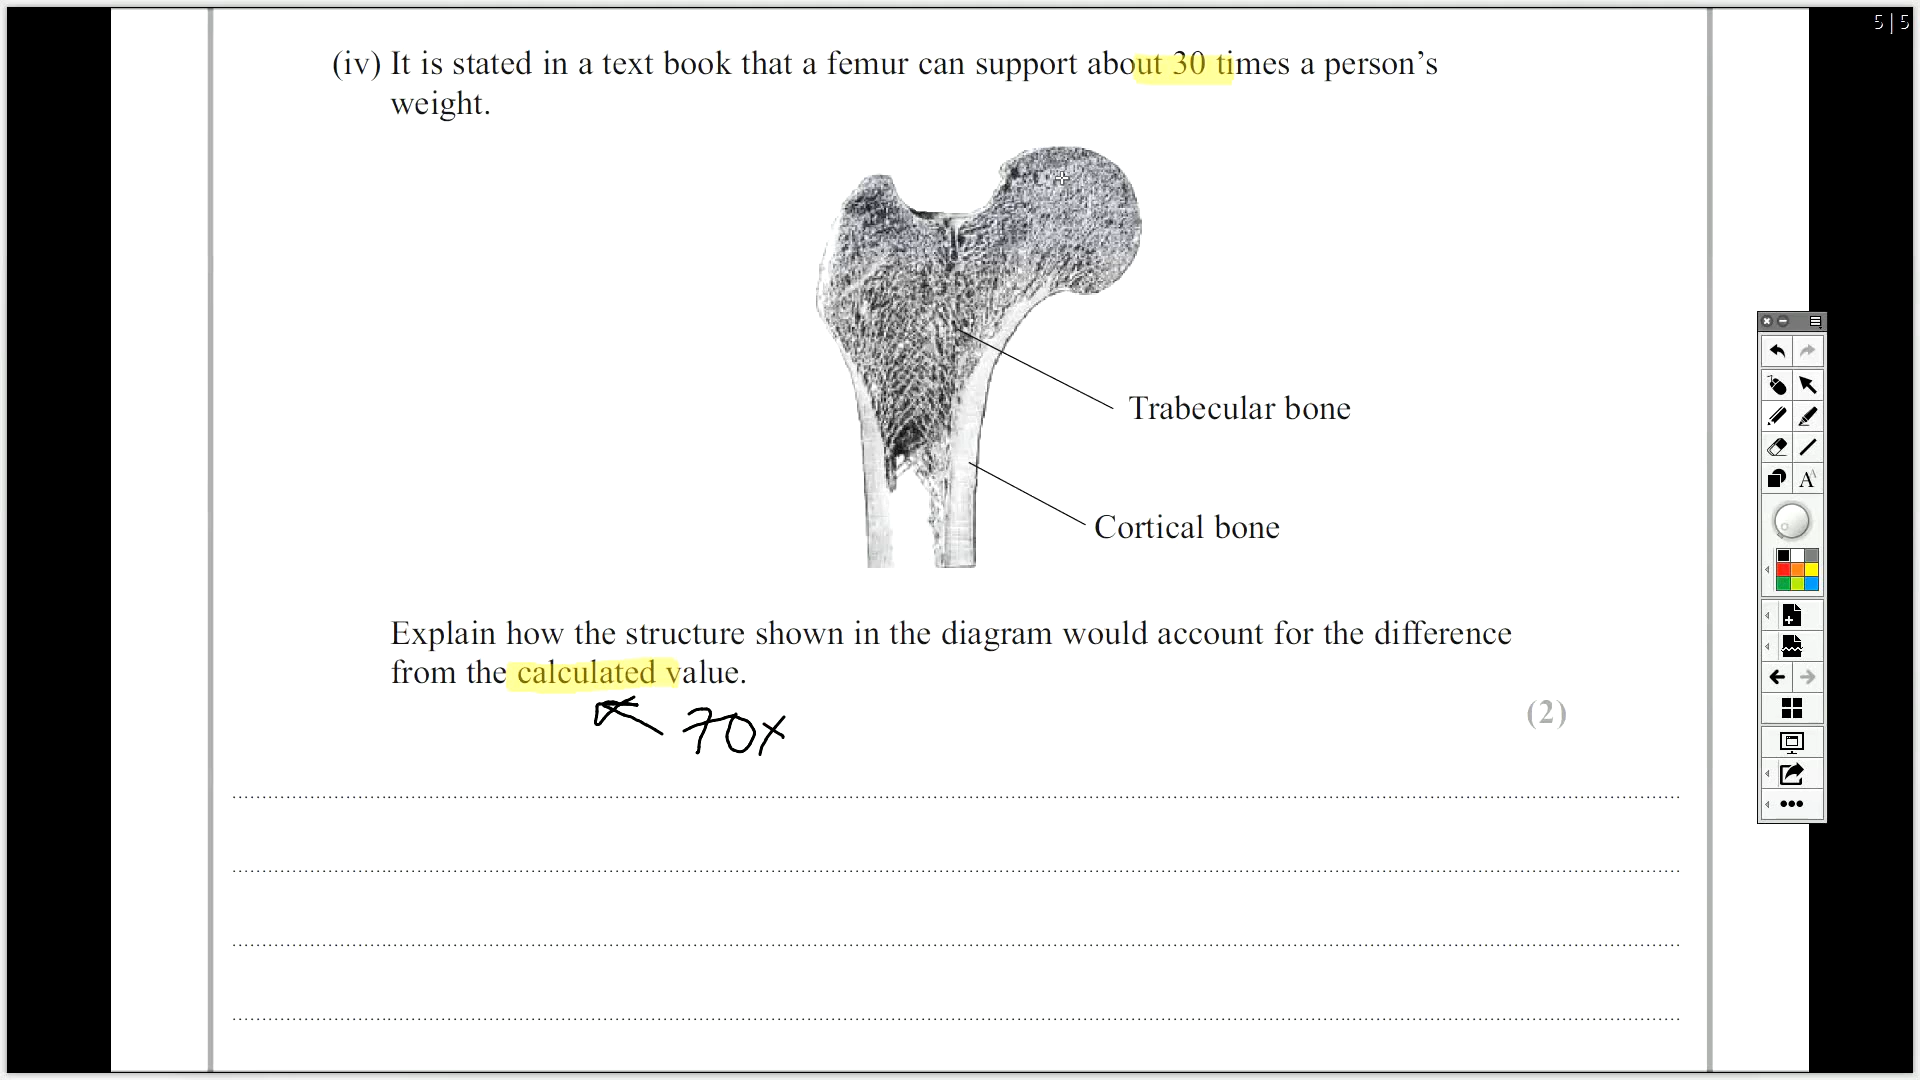 5|5
(iv) It is stated in a text book that a femur can support about 30 times a person’s
weight.
Trabecular bone
Cortical bone
Explain how the structure shown in the diagram would account for the difference
from the calculated value.
70x
(2)
A